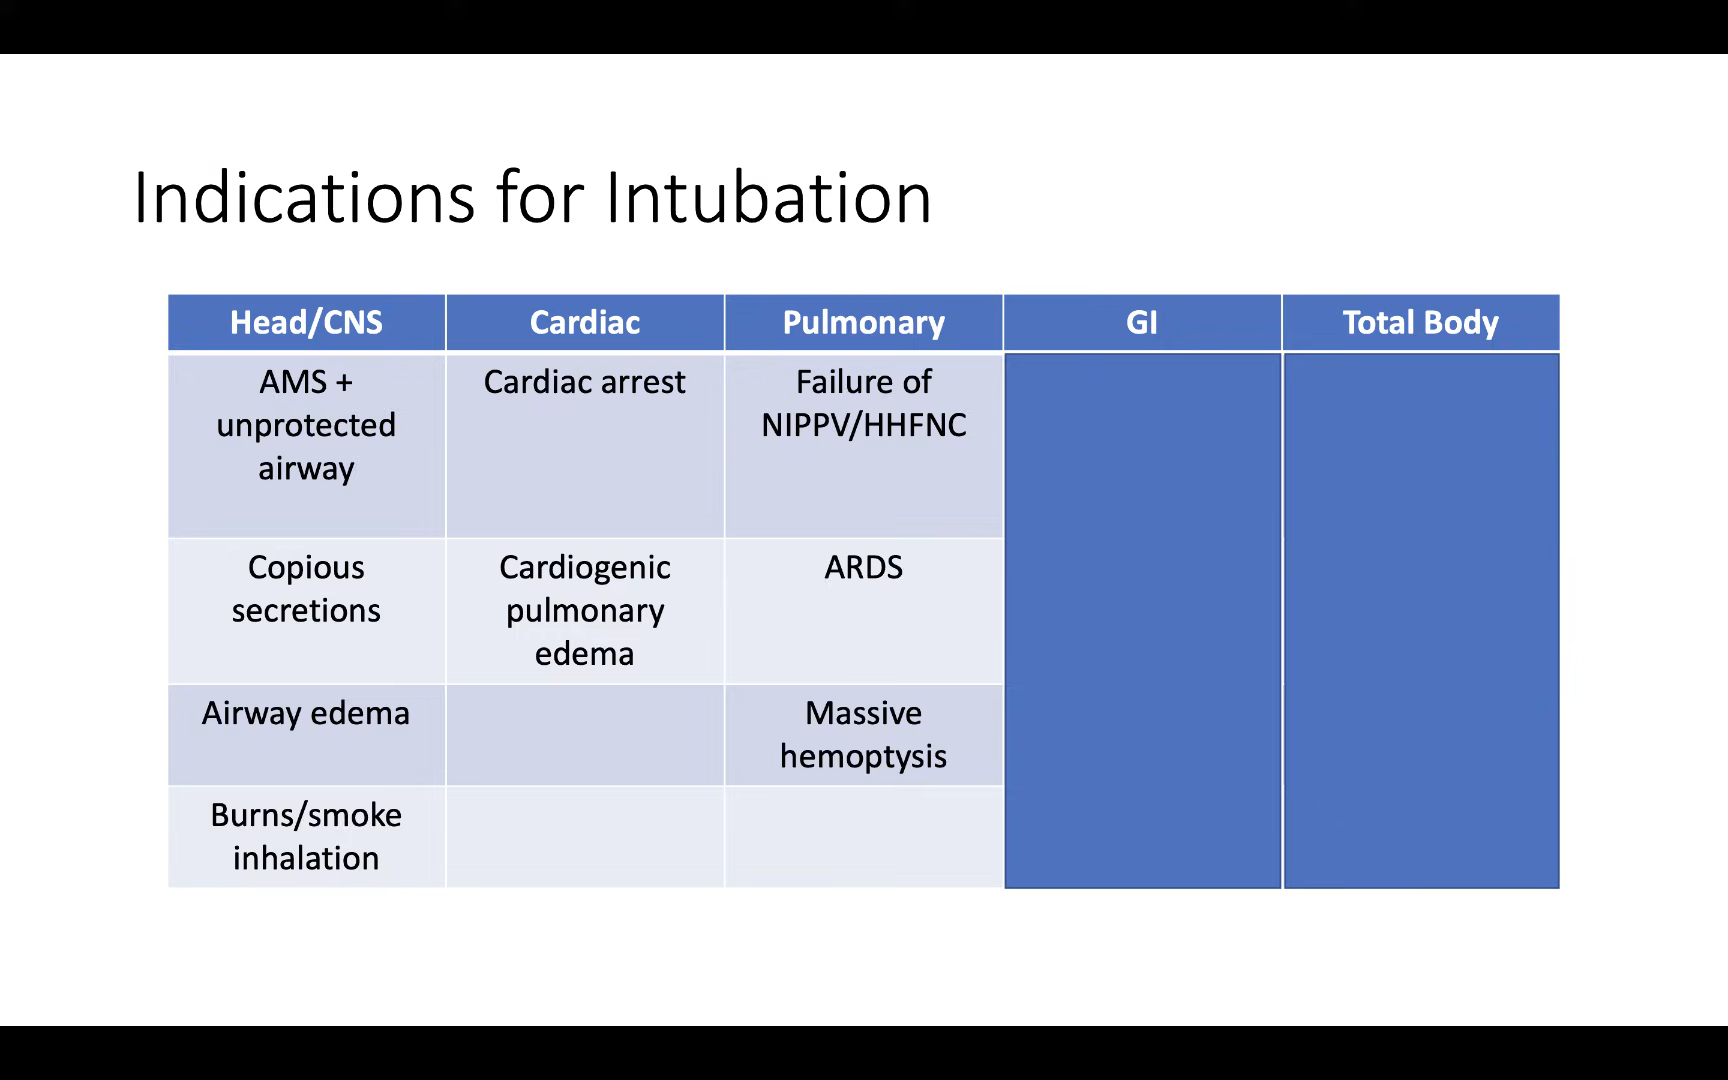 Indications for Intubation
Head/CNS
Cardiac
Pulmonary
GI
Total Body
AMS +
unprotected
airway
Cardiac arrest
Failure of
NIPPV/HHFNC
Copious
secretions
Cardiogenic
pulmonary
edema
ARDS
Airway edema
Massive
hemoptysis
Burns/smoke
inhalation